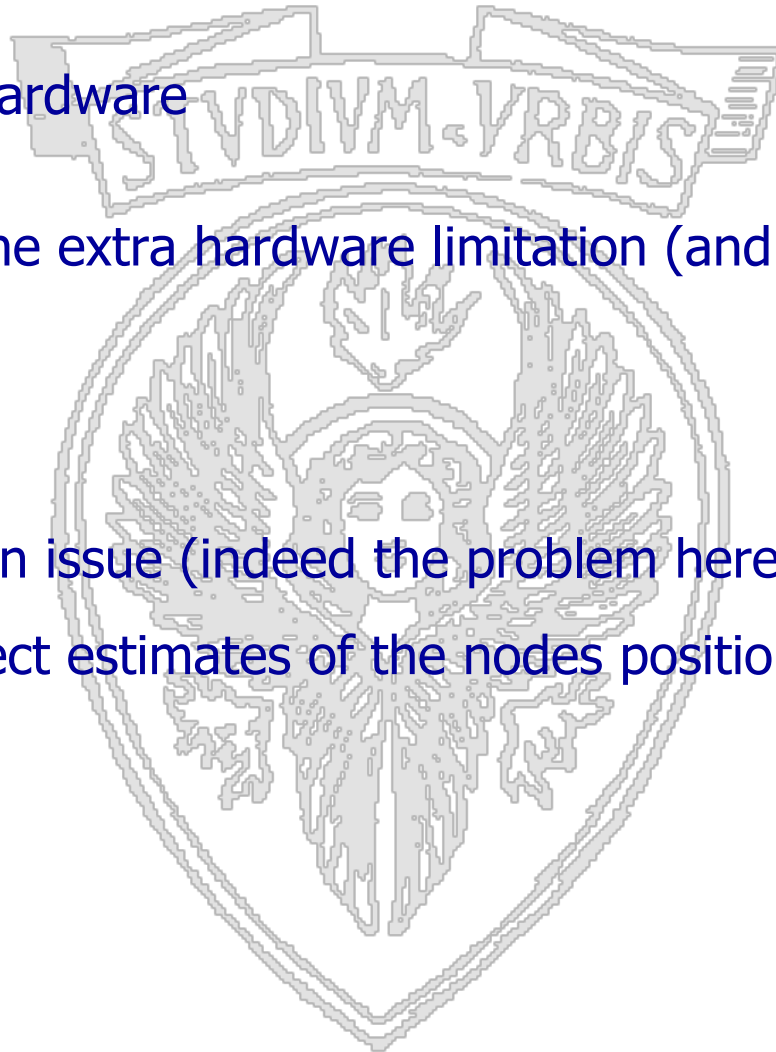 STVDIVM VRBIS
ardware
ne extra hardware limitation (and
n issue (indeed the problem here
ect estimates of the nodes positio